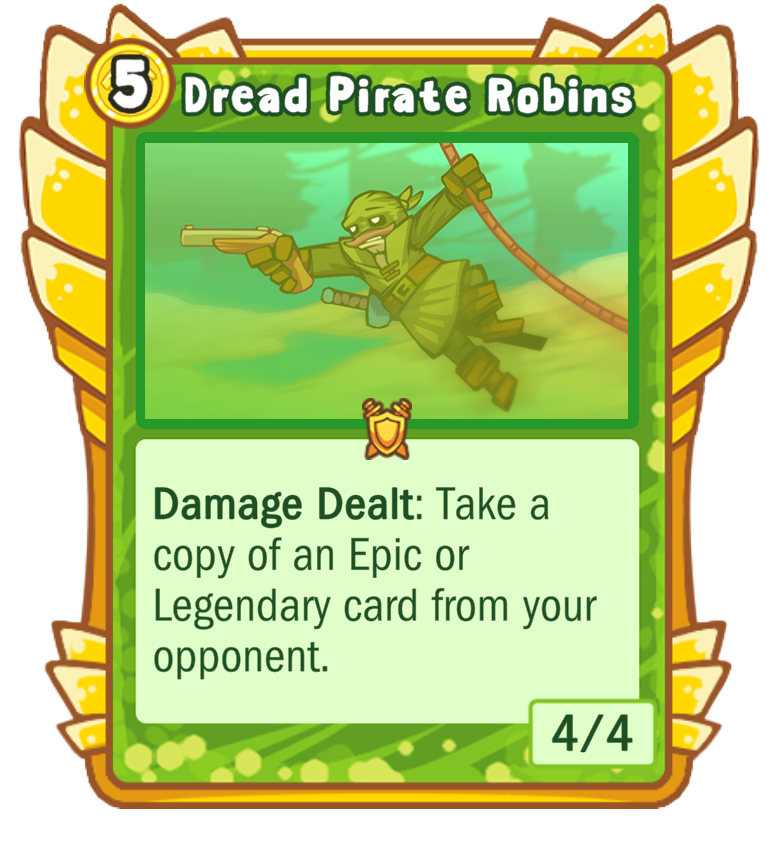 5
Dread Pirate Robins
Damage Dealt: Take a
copy of an Epic or
Legendary card from your
opponent.
4/4